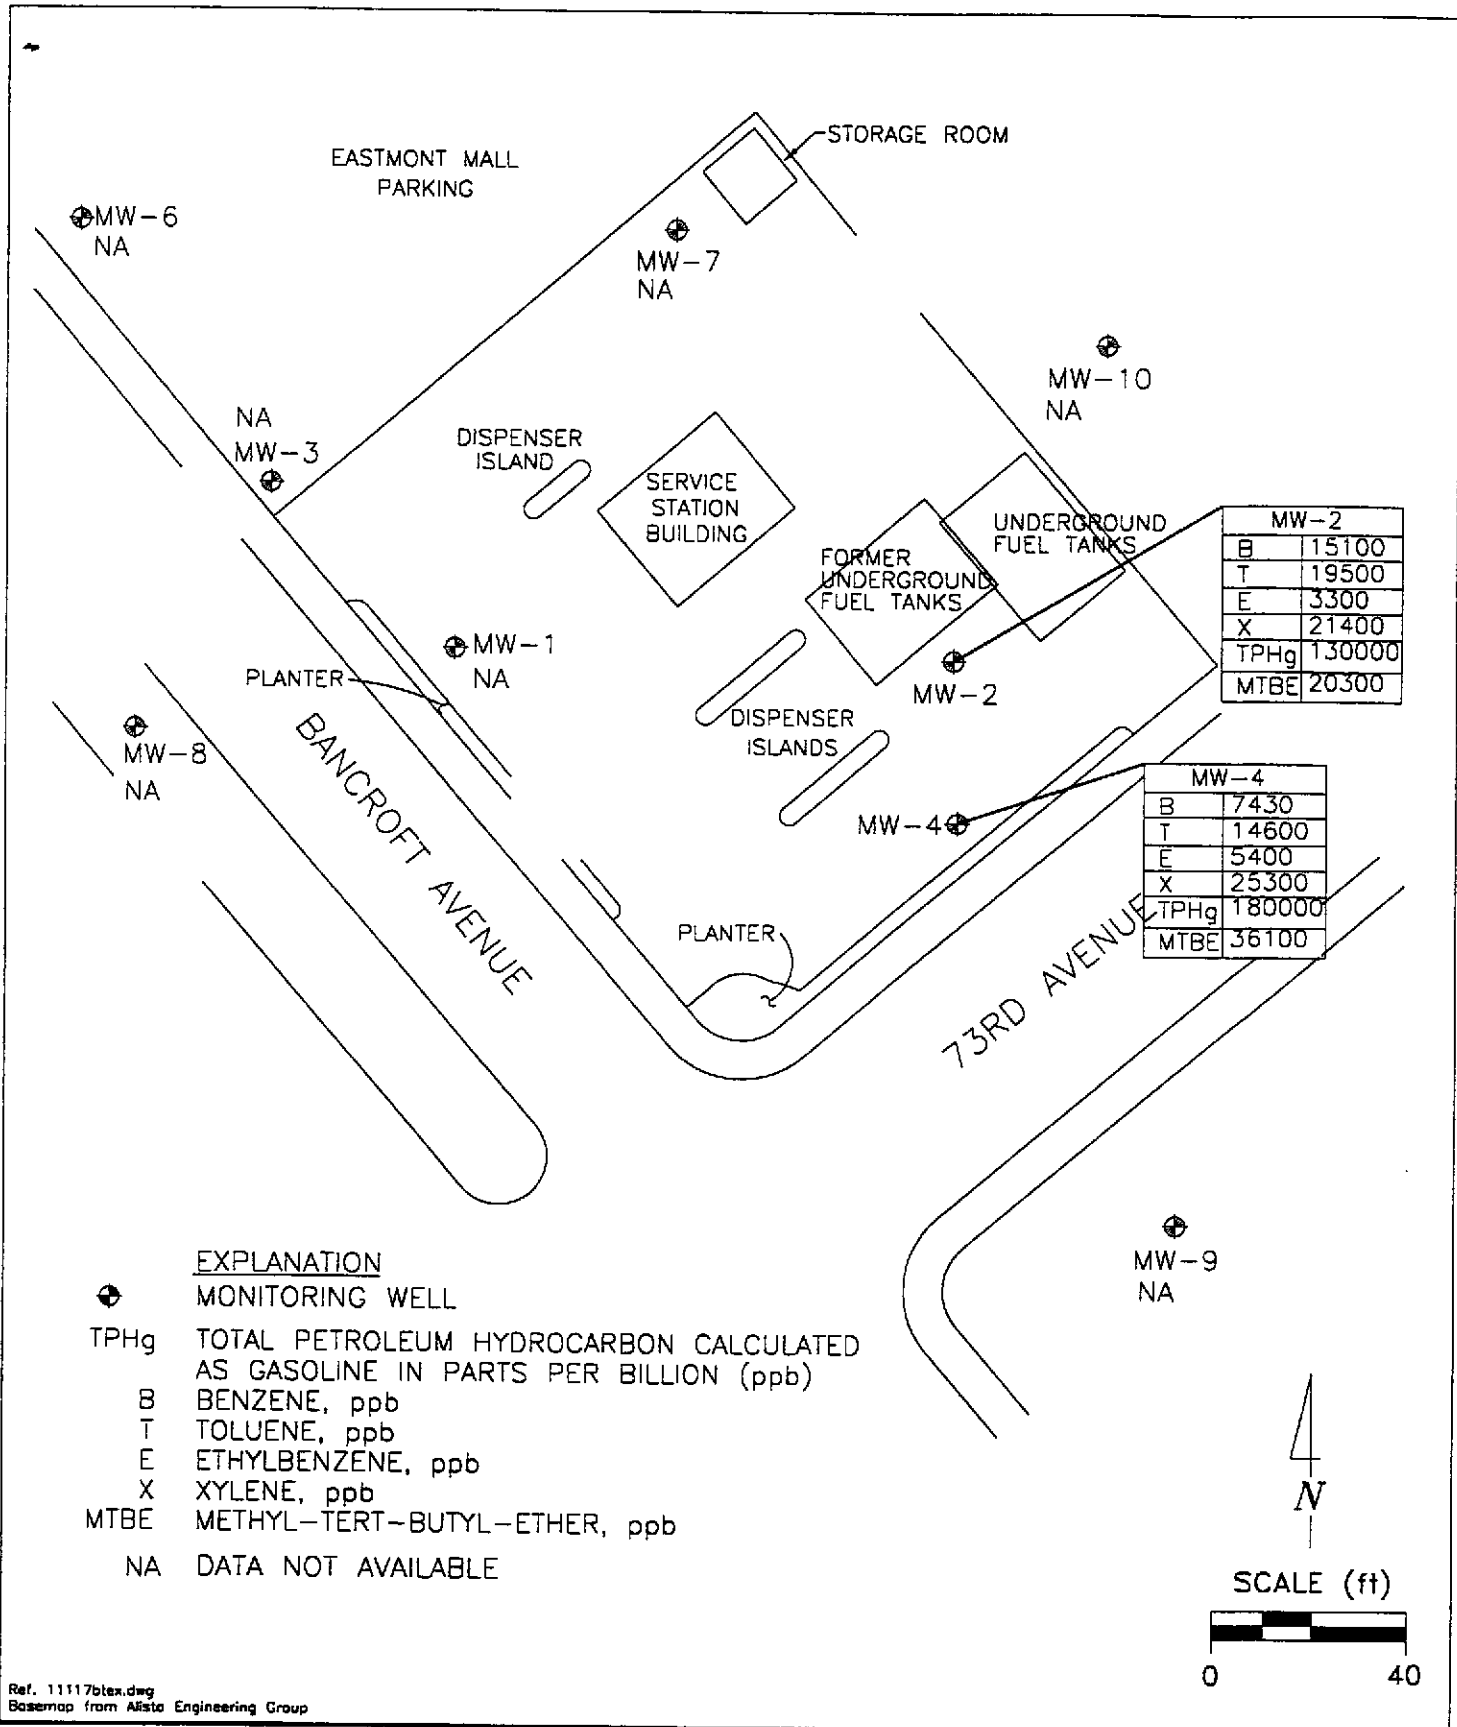 STORAGE ROOM
EASTMONT MALL
PARKING
MW-6
NA
MW-7
NA
MW-10
NA
NA
MW-3
DISPENSER
ISLAND
SERVICE
STATION
BUILDING
UNDERGROUND
FUEL TANKS
FORMER
UNDERGROUND
FUEL TANKS
MW-2
B 15100
T 19500
E 3300
X 21400
TPHg 130000
MTBE 20300
MW-1
NA
PLANTER
MW-2
DISPENSER
ISLANDS
MW-8
NA
BANCROFT AVENUE
MW-4
MW-4
B 7430
T 14600
E 5400
X 25300
TPHg 180000
MTBE 36100
PLANTER
73RD AVENUE
MW-9
NA
EXPLANATION
MONITORING WELL
TPHg TOTAL PETROLEUM HYDROCARBON CALCULATED
AS GASOLINE IN PARTS PER BILLION (ppb)
B BENZENE, ppb
T TOLUENE, ppb
E ETHYLBENZENE, ppb
X XYLENE, ppb
MTBE METHYL-TERT-BUTYL-ETHER, ppb
NA DATA NOT AVAILABLE
N
SCALE (ft)
0 40
Ref. 11117btex.dwg
Basemap from Alisto Engineering Group